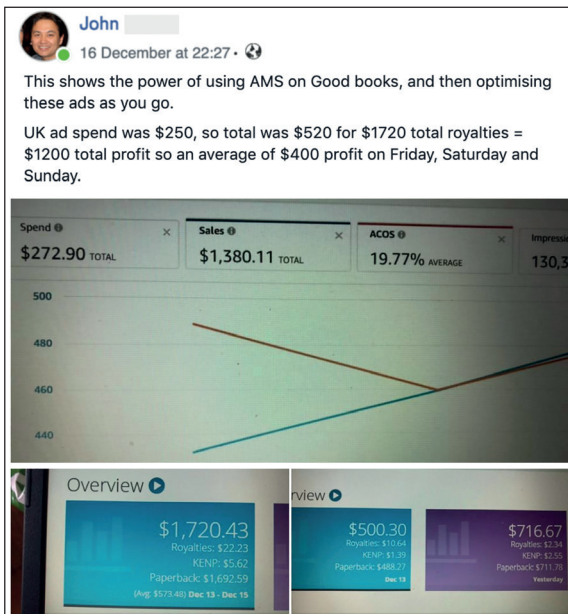 John
16 December at 22:27 ·
This shows the power of using AMS on Good books, and then optimising
these ads as you go.
UK ad spend was $250, so total was $520 for $1720 total royalties =
$1200 total profit so an average of $400 profit on Friday, Saturday and
Sunday.
Spend
Sales
ACOS
Impressi
$272.90 TOTAL
$1,380.11 TOTAL
19.77% AVERAGE
130,3
500
480
460
440
Overview
$1,720.43
Royalties: $22.23
KENP: $5.62
Paperback: $1,692.59
(Avg: $573.48) Dec 13 - Dec 15
rview
$500.30
Royalties: $10.64
KENP: $1.39
Paperback: $488.27
Dec 13
$716.67
Royalties: $2.34
KENP: $2.55
Paperback: $711.78
Yesterday